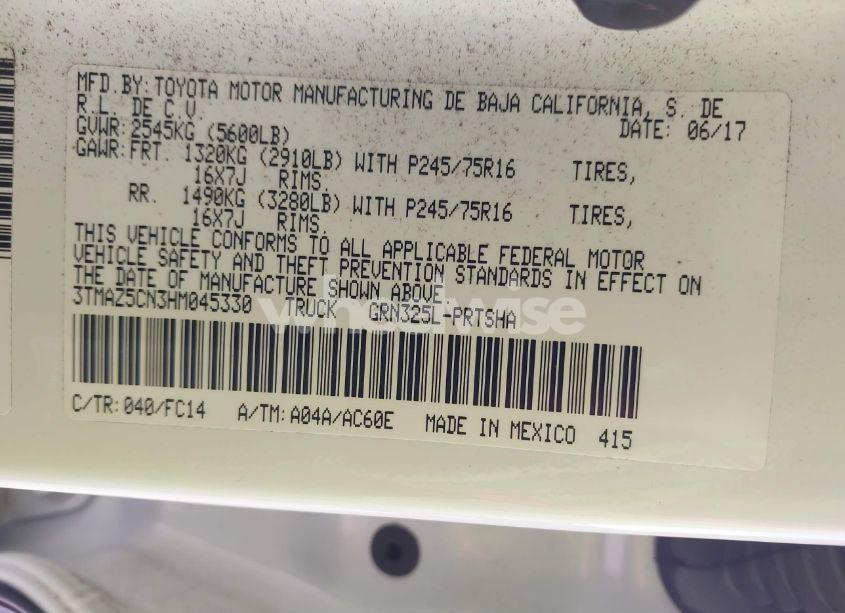 MFD. BY: TOYOTA MOTOR MANUFACTURING DE BAJA CALIFORNIA, S. DE
R.L. DE C.V. DATE: 06/17
GVWR: 2545KG (5600LB)
GAWR: FRT. 1320KG (2910LB) WITH P245/75R16 TIRES,
16X7J RIMS.
RR. 1490KG (3280LB) WITH P245/75R16 TIRES,
16X7J RIMS.
THIS VEHICLE CONFORMS TO ALL APPLICABLE FEDERAL MOTOR
VEHICLE SAFETY AND THEFT PREVENTION STANDARDS IN EFFECT ON
THE DATE OF MANUFACTURE SHOWN ABOVE.
3TMAZ5CN3HM045330 TRUCK GRN325L-PRTSHA
wheelwise
C/TR: 040/FC14 A/TM: A04A/AC60E MADE IN MEXICO 415